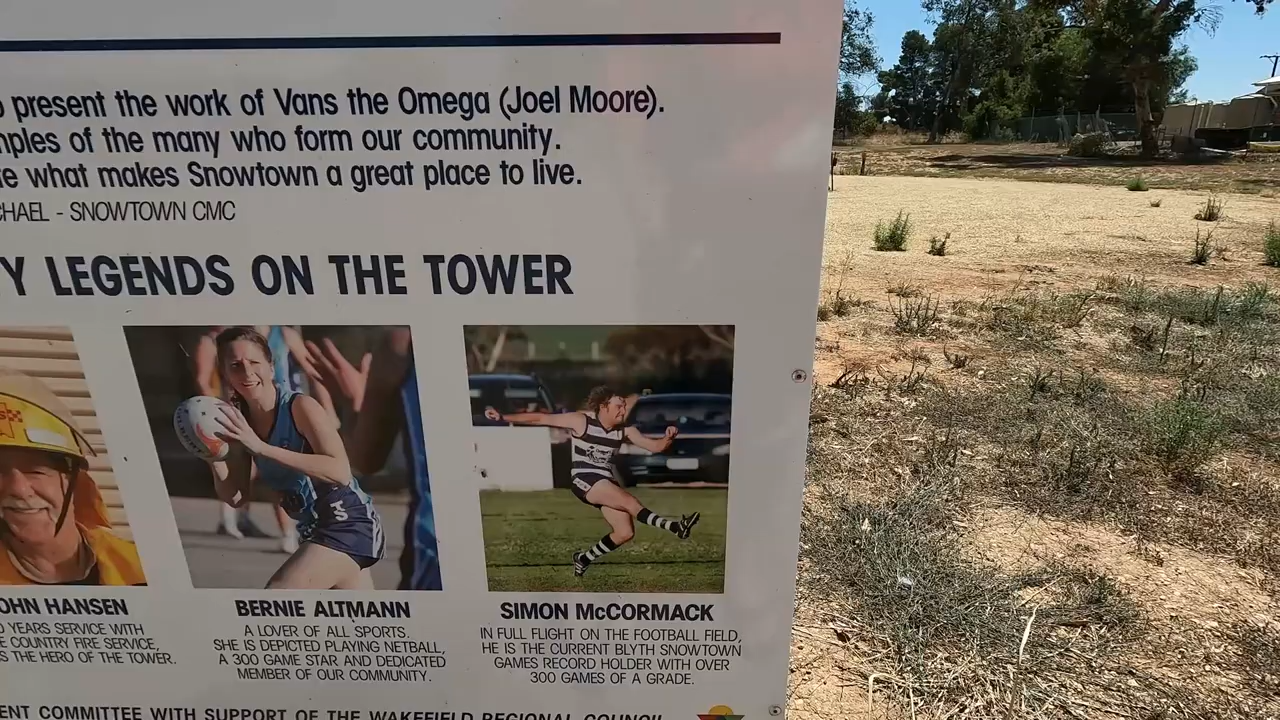 present the work of Vans the Omega (Joel Moore).
of the many who form our community.
what makes Snowtown a great place to live.
- SNOWTOWN CMC
LEGENDS ON THE TOWER
HANSEN
YEARS SERVICE WITH
COUNTRY FIRE SERVICE,
THE HERO OF THE TOWER.
BERNIE ALTMANN
A LOVER OF ALL SPORTS.
SHE IS DEPICTED PLAYING NETBALL,
A 300 GAME STAR AND DEDICATED
MEMBER OF OUR COMMUNITY.
SIMON McCORMACK
IN FULL FLIGHT ON THE FOOTBALL FIELD,
HE IS THE CURRENT BLYTH SNOWTOWN
GAMES RECORD HOLDER WITH OVER
300 GAMES OF A GRADE.
COMMITTEE WITH SUPPORT OF THE WAKEFIELD REGIONAL COUNCIL